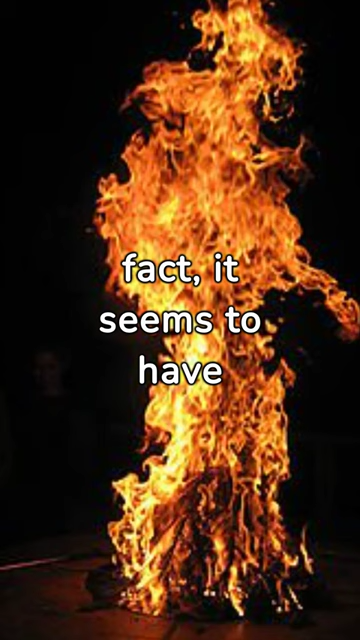 fact, it
seems to
have